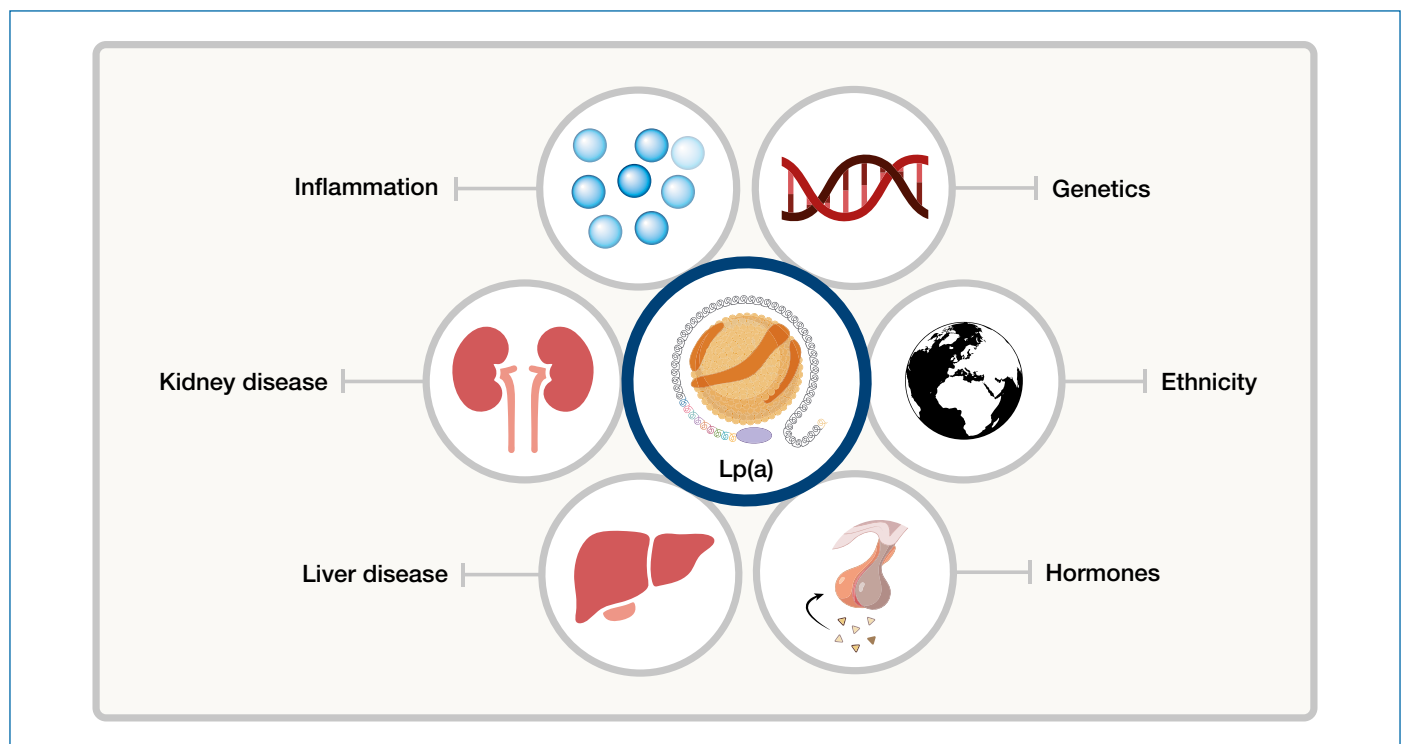 Inflammation
Genetics
Kidney disease
Lp(a)
Ethnicity
Liver disease
Hormones